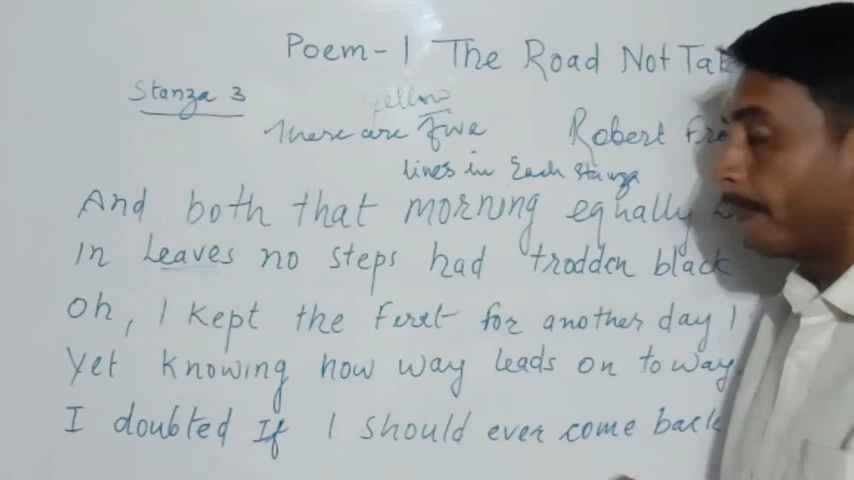 Poem-1 The Road Not Ta
Stanza 3
fellow
There are Five
Robert Fr
lines in Each stanza
And both that morning equally
In Leaves no steps had trodden black
Oh, I kept the First for another day !
Yet knowing how way leads on to way,
I doubted If I should ever come back